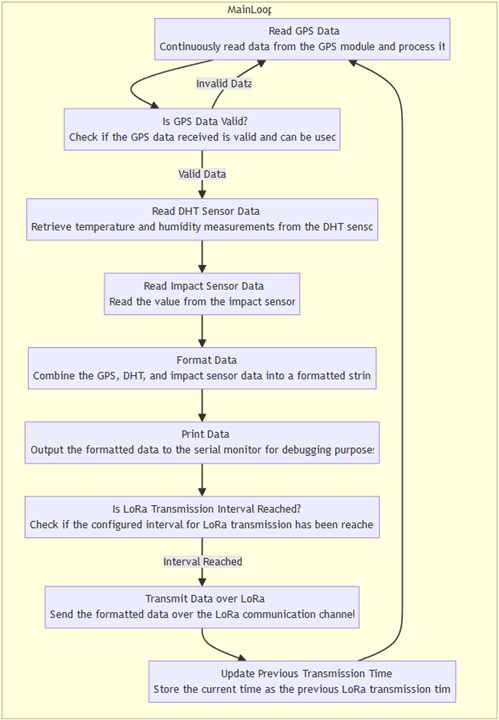 MainLoop
Read GPS Data
Continuously read data from the GPS module and process it
Invalid Data
Is GPS Data Valid?
Check if the GPS data received is valid and can be used
Valid Data
Read DHT Sensor Data
Retrieve temperature and humidity measurements from the DHT senso
Read Impact Sensor Data
Read the value from the impact sensor
Format Data
Combine the GPS, DHT, and impact sensor data into a formatted strin
Print Data
Output the formatted data to the serial monitor for debugging purposes
Is LoRa Transmission Interval Reached?
Check if the configured interval for LoRa transmission has been reache
Interval Reached
Transmit Data over LoRa
Send the formatted data over the LoRa communication channel
Update Previous Transmission Time
Store the current time as the previous LoRa transmission tim